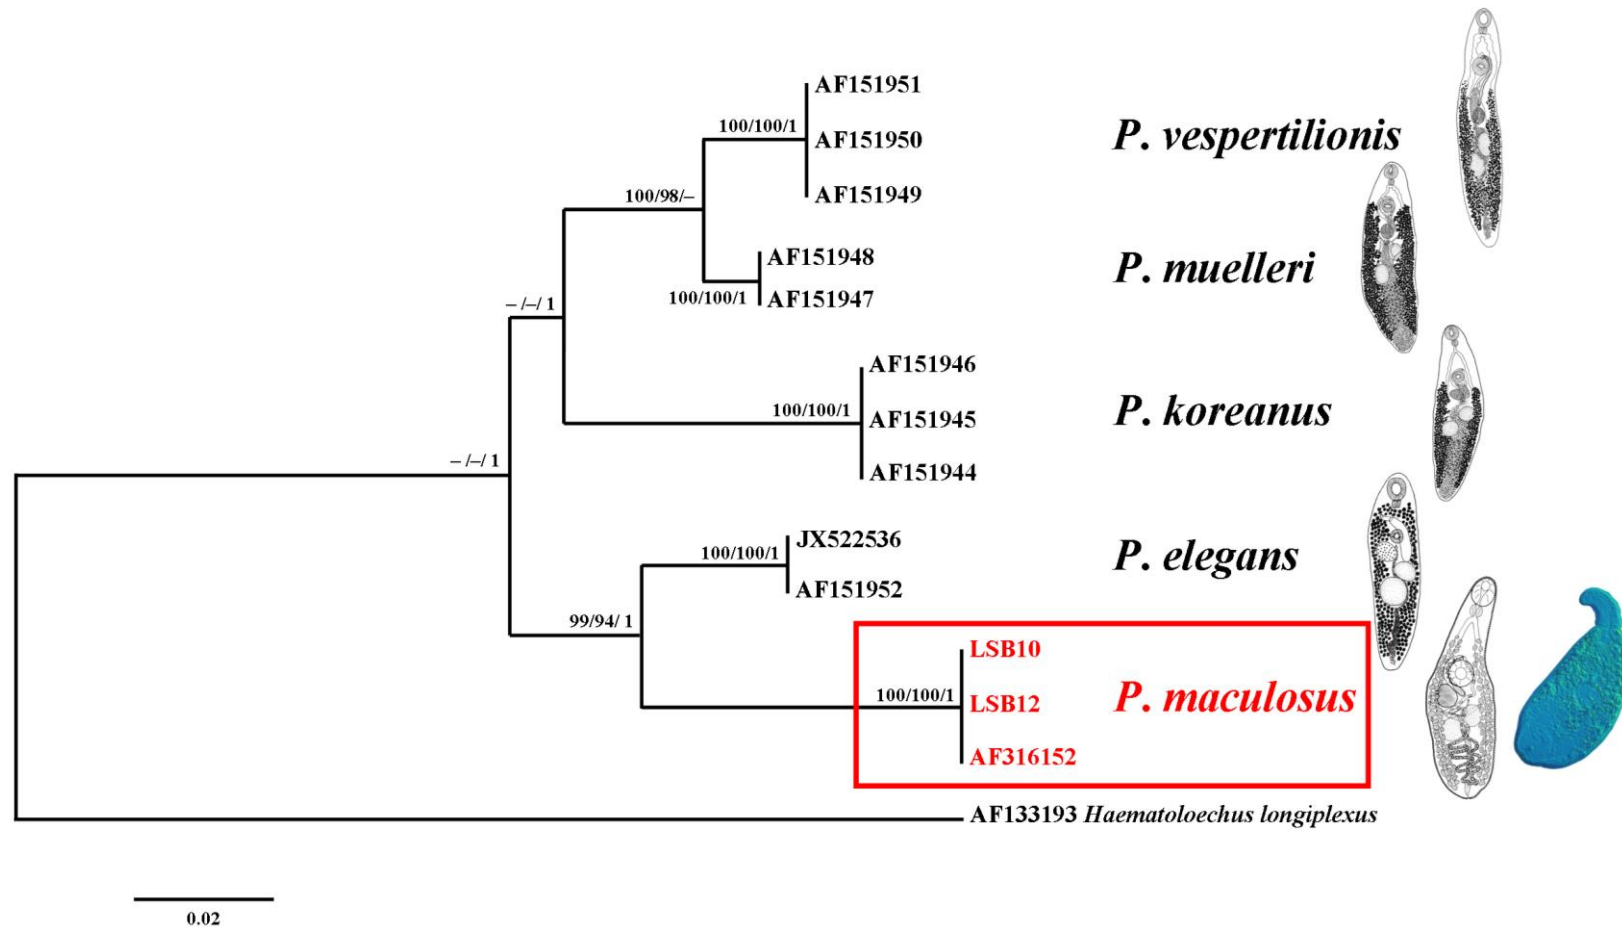 AF151951
100/100/1
AF151950
P. vespertilionis
AF151949
100/98/–
AF151948
P. muelleri
100/100/1
AF151947
– /–/ 1
AF151946
100/100/1
AF151945
P. koreanus
AF151944
– /–/ 1
JX522536
100/100/1
P. elegans
AF151952
99/94/ 1
LSB10
100/100/1
LSB12
P. maculosus
AF316152
AF133193 Haematoloechus longiplexus
0.02